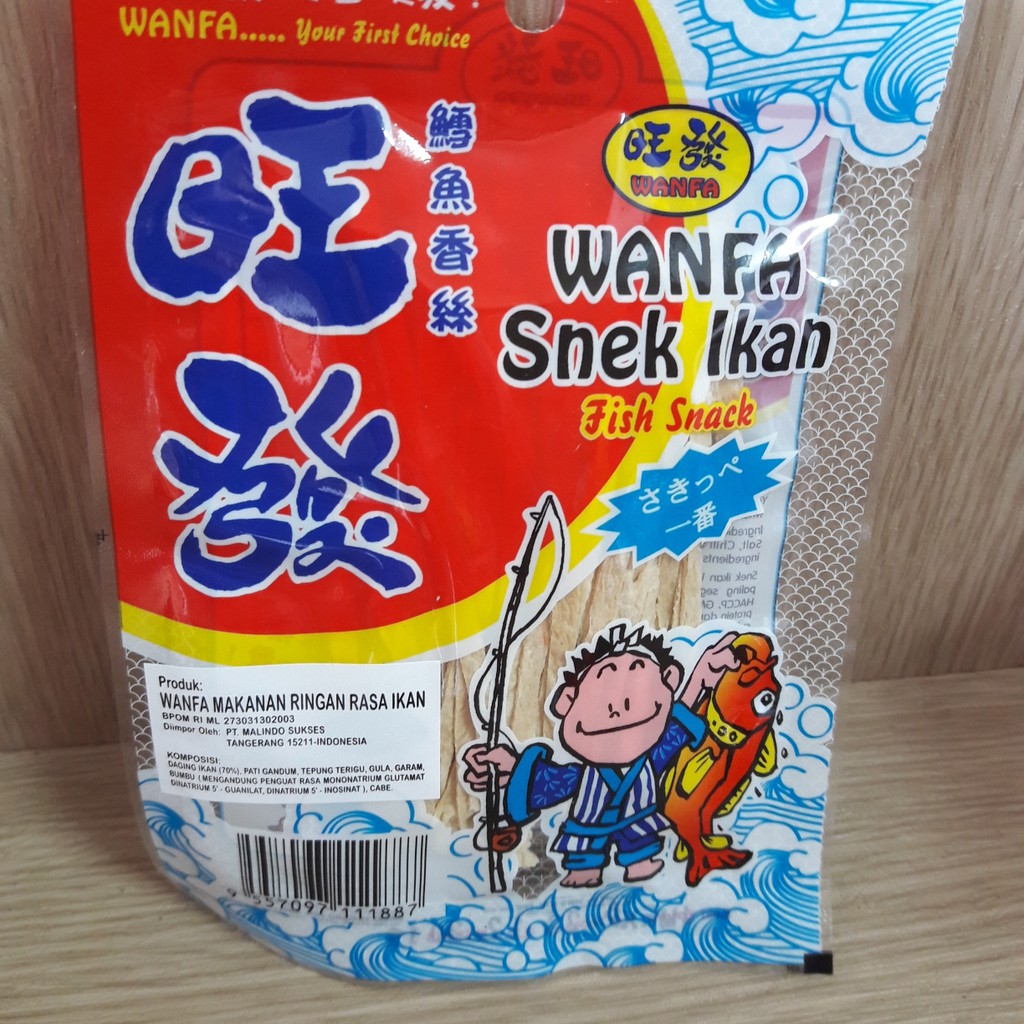 WANFA..... Your First Choice
旺發
鱈魚香絲
旺發
WANFA
WANFA
Snek Ikan
Fish Snack
さきっぺ
一番
Produk:
WANFA MAKANAN RINGAN RASA IKAN
BPOM RI ML 273031302003
Diimpor Oleh: PT. MALINDO SUKSES
TANGERANG 15211-INDONESIA
KOMPOSISI:
DAGING IKAN (70%), PATI GANDUM, TEPUNG TERIGU, GULA, GARAM,
BUMBU ( MENGANDUNG PENGUAT RASA MONONATRIUM GLUTAMAT
DINATRIUM 5' - GUANILAT, DINATRIUM 5' - INOSINAT ), CABE.
9 557097 111887